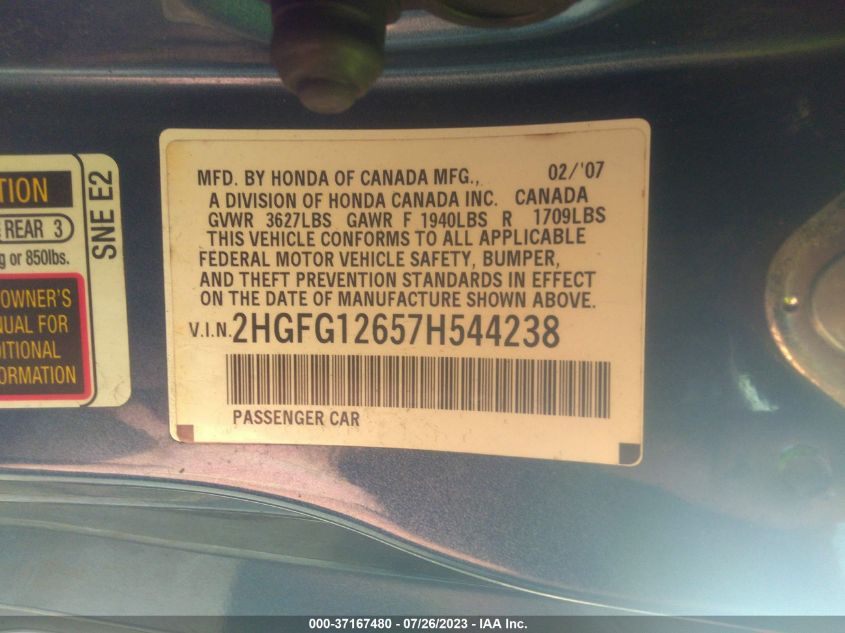 TION
REAR 3
g or 850lbs.
SNE E2
OWNER'S
NUAL FOR
DITIONAL
FORMATION
MFD. BY HONDA OF CANADA MFG., 02/'07
A DIVISION OF HONDA CANADA INC. CANADA
GVWR 3627LBS GAWR F 1940LBS R 1709LBS
THIS VEHICLE CONFORMS TO ALL APPLICABLE
FEDERAL MOTOR VEHICLE SAFETY, BUMPER,
AND THEFT PREVENTION STANDARDS IN EFFECT
ON THE DATE OF MANUFACTURE SHOWN ABOVE.
V.I.N. 2HGFG12657H544238
PASSENGER CAR
000-37167480 - 07/26/2023 - IAA Inc.